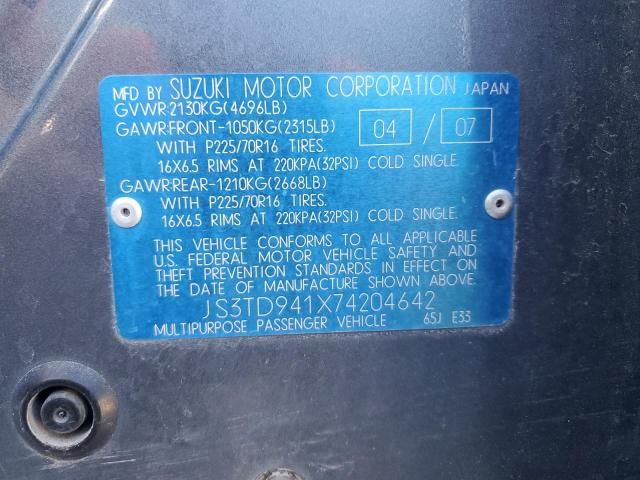 MFD BY SUZUKI MOTOR CORPORATION JAPAN
GVWR:2130KG(4696LB)
GAWR:FRONT-1050KG(2315LB) 04 / 07
WITH P225/70R16 TIRES.
16X6.5 RIMS AT 220KPA(32PSI) COLD SINGLE.
GAWR:REAR-1210KG(2668LB)
WITH P225/70R16 TIRES.
16X6.5 RIMS AT 220KPA(32PSI) COLD SINGLE.
THIS VEHICLE CONFORMS TO ALL APPLICABLE
U.S. FEDERAL MOTOR VEHICLE SAFETY AND
THEFT PREVENTION STANDARDS IN EFFECT ON
THE DATE OF MANUFACTURE SHOWN ABOVE.
JS3TD941X74204642
MULTIPURPOSE PASSENGER VEHICLE 65J E33